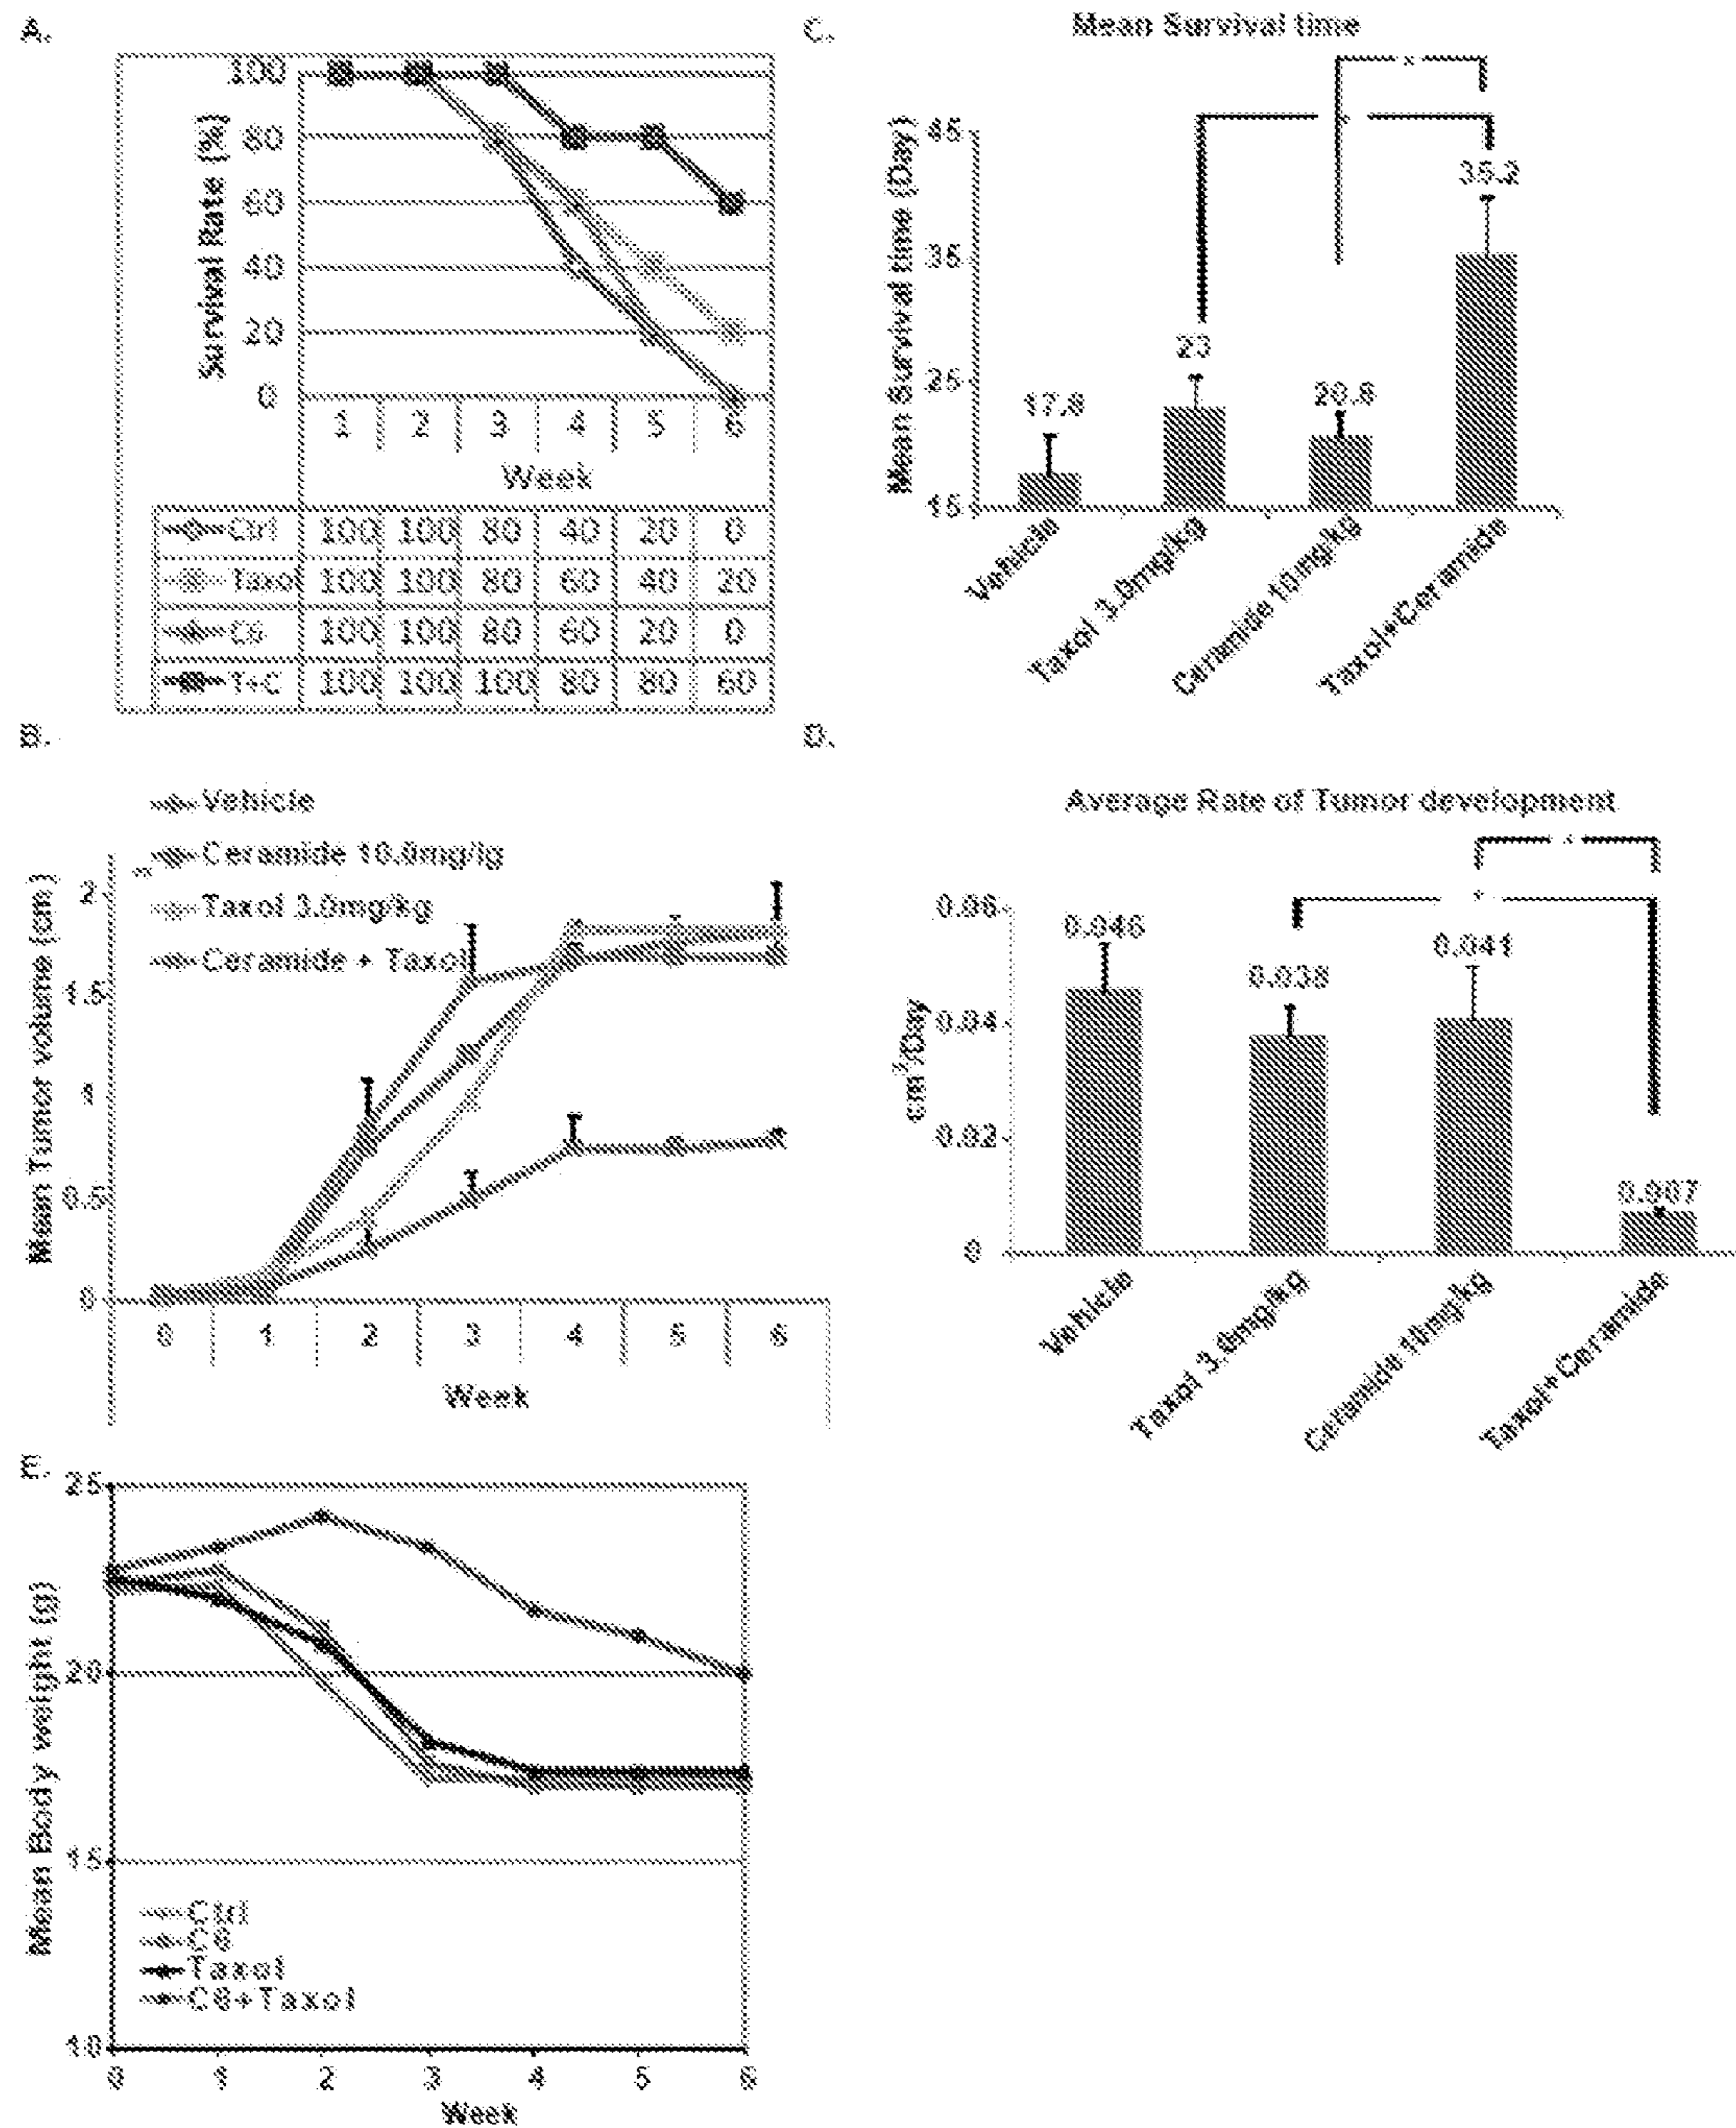 A.
100
80
60
40
20
0
Survival Rate (%)
1 2 3 4 5 6
Week
Ctrl 100 100 80 40 20 0
Taxol 100 100 80 60 40 20
C6 100 100 80 60 20 0
T+C 100 100 100 80 80 60
C.
Mean Survival time
Mean Survival time (Day)
45
35
25
15
17.8
23
20.8
35.2
Vehicle
Taxol 3.0mg/kg
Ceramide 10mg/kg
Taxol+Ceramide
B.
Vehicle
Ceramide 10.0mg/lg
Taxol 3.0mg/kg
Ceramide + Taxol
Mean Tumor volume (cm)
2
1.5
1
0.5
0
0 1 2 3 4 5 6
Week
D.
Average Rate of Tumor development
cm³/Day
0.06
0.04
0.02
0
0.046
0.038
0.041
0.007
Vehicle
Taxol 3.0mg/kg
Ceramide 10mg/kg
Taxol+Ceramide
E
Mean Body weight (g)
25
20
15
10
Ctrl
C6
Taxol
C6+Taxol
0 1 2 3 4 5 6
Week